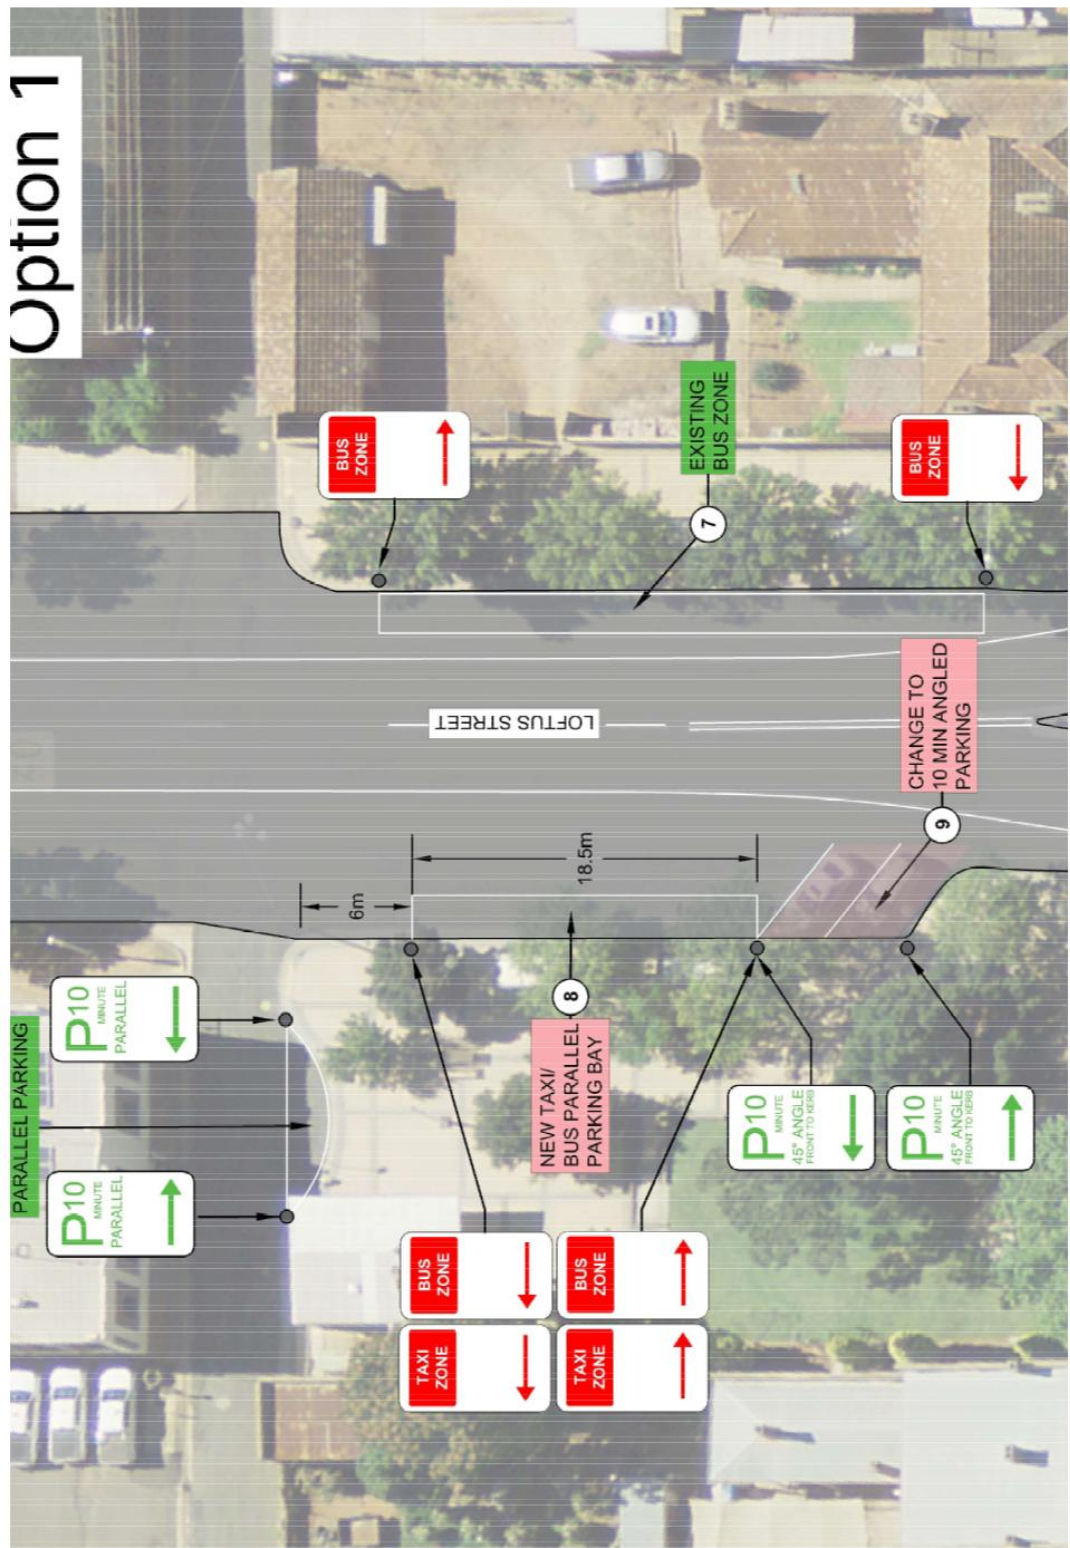 Option 1
PARALLEL PARKING
P10
MINUTE
PARALLEL
P10
MINUTE
PARALLEL
BUS
ZONE
EXISTING
BUS ZONE
7
BUS
ZONE
LOFTUS STREET
CHANGE TO
10 MIN ANGLED
PARKING
9
6m
18.5m
8
NEW TAXI/
BUS PARALLEL
PARKING BAY
TAXI
ZONE
BUS
ZONE
TAXI
ZONE
BUS
ZONE
P10
MINUTE
45° ANGLE
FRONT TO KERB
P10
MINUTE
45° ANGLE
FRONT TO KERB